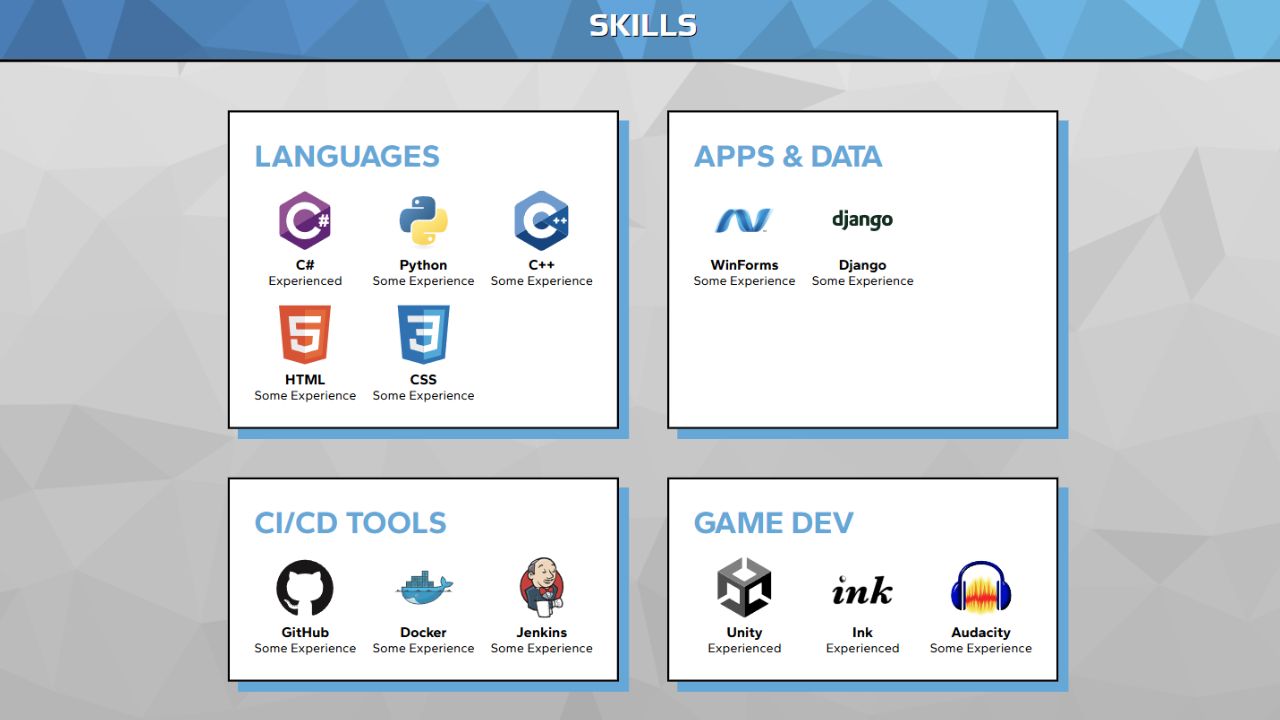 SKILLS
LANGUAGES
C#
Experienced
Python
Some Experience
C++
Some Experience
HTML
Some Experience
CSS
Some Experience
APPS & DATA
django
WinForms
Some Experience
Django
Some Experience
CI/CD TOOLS
GitHub
Some Experience
Docker
Some Experience
Jenkins
Some Experience
GAME DEV
ink
Unity
Experienced
Ink
Experienced
Audacity
Some Experience